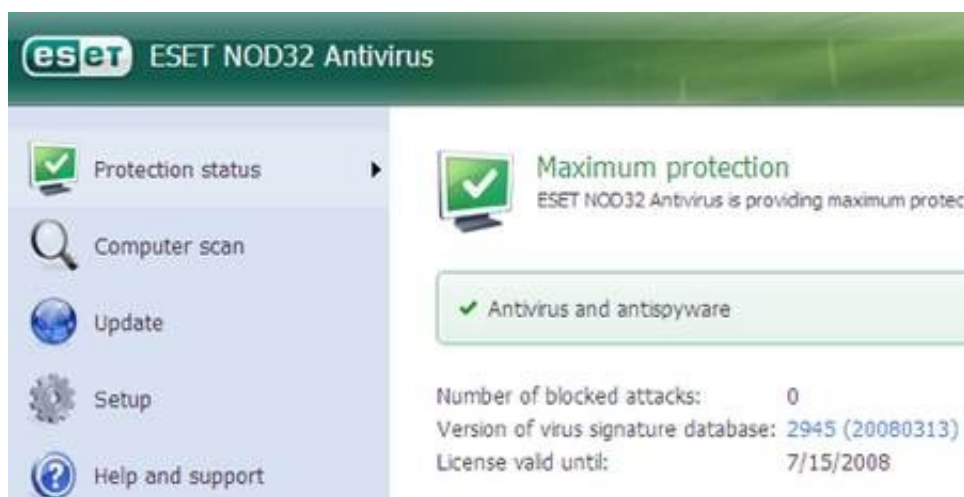 eseT ESET NOD32 Antivirus
Protection status
Computer scan
Update
Setup
Help and support
Maximum protection
ESET NOD32 Antivirus is providing maximum protec
Antivirus and antispyware
Number of blocked attacks: 0
Version of virus signature database: 2945 (20080313)
License valid until: 7/15/2008